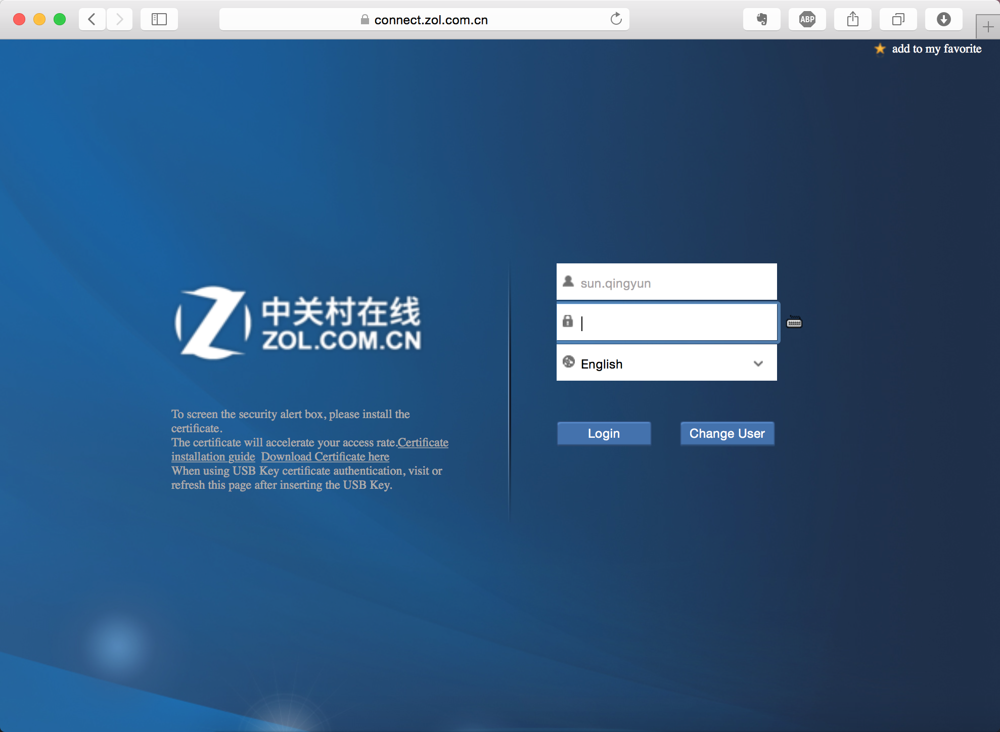 connect.zol.com.cn
ABP
add to my favorite
sun.qingyun
中关村在线
ZOL.COM.CN
English
To screen the security alert box, please install the
certificate.
The certificate will accelerate your access rate.Certificate
installation guide  Download Certificate here
When using USB Key certificate authentication, visit or
refresh this page after inserting the USB Key.
Login
Change User